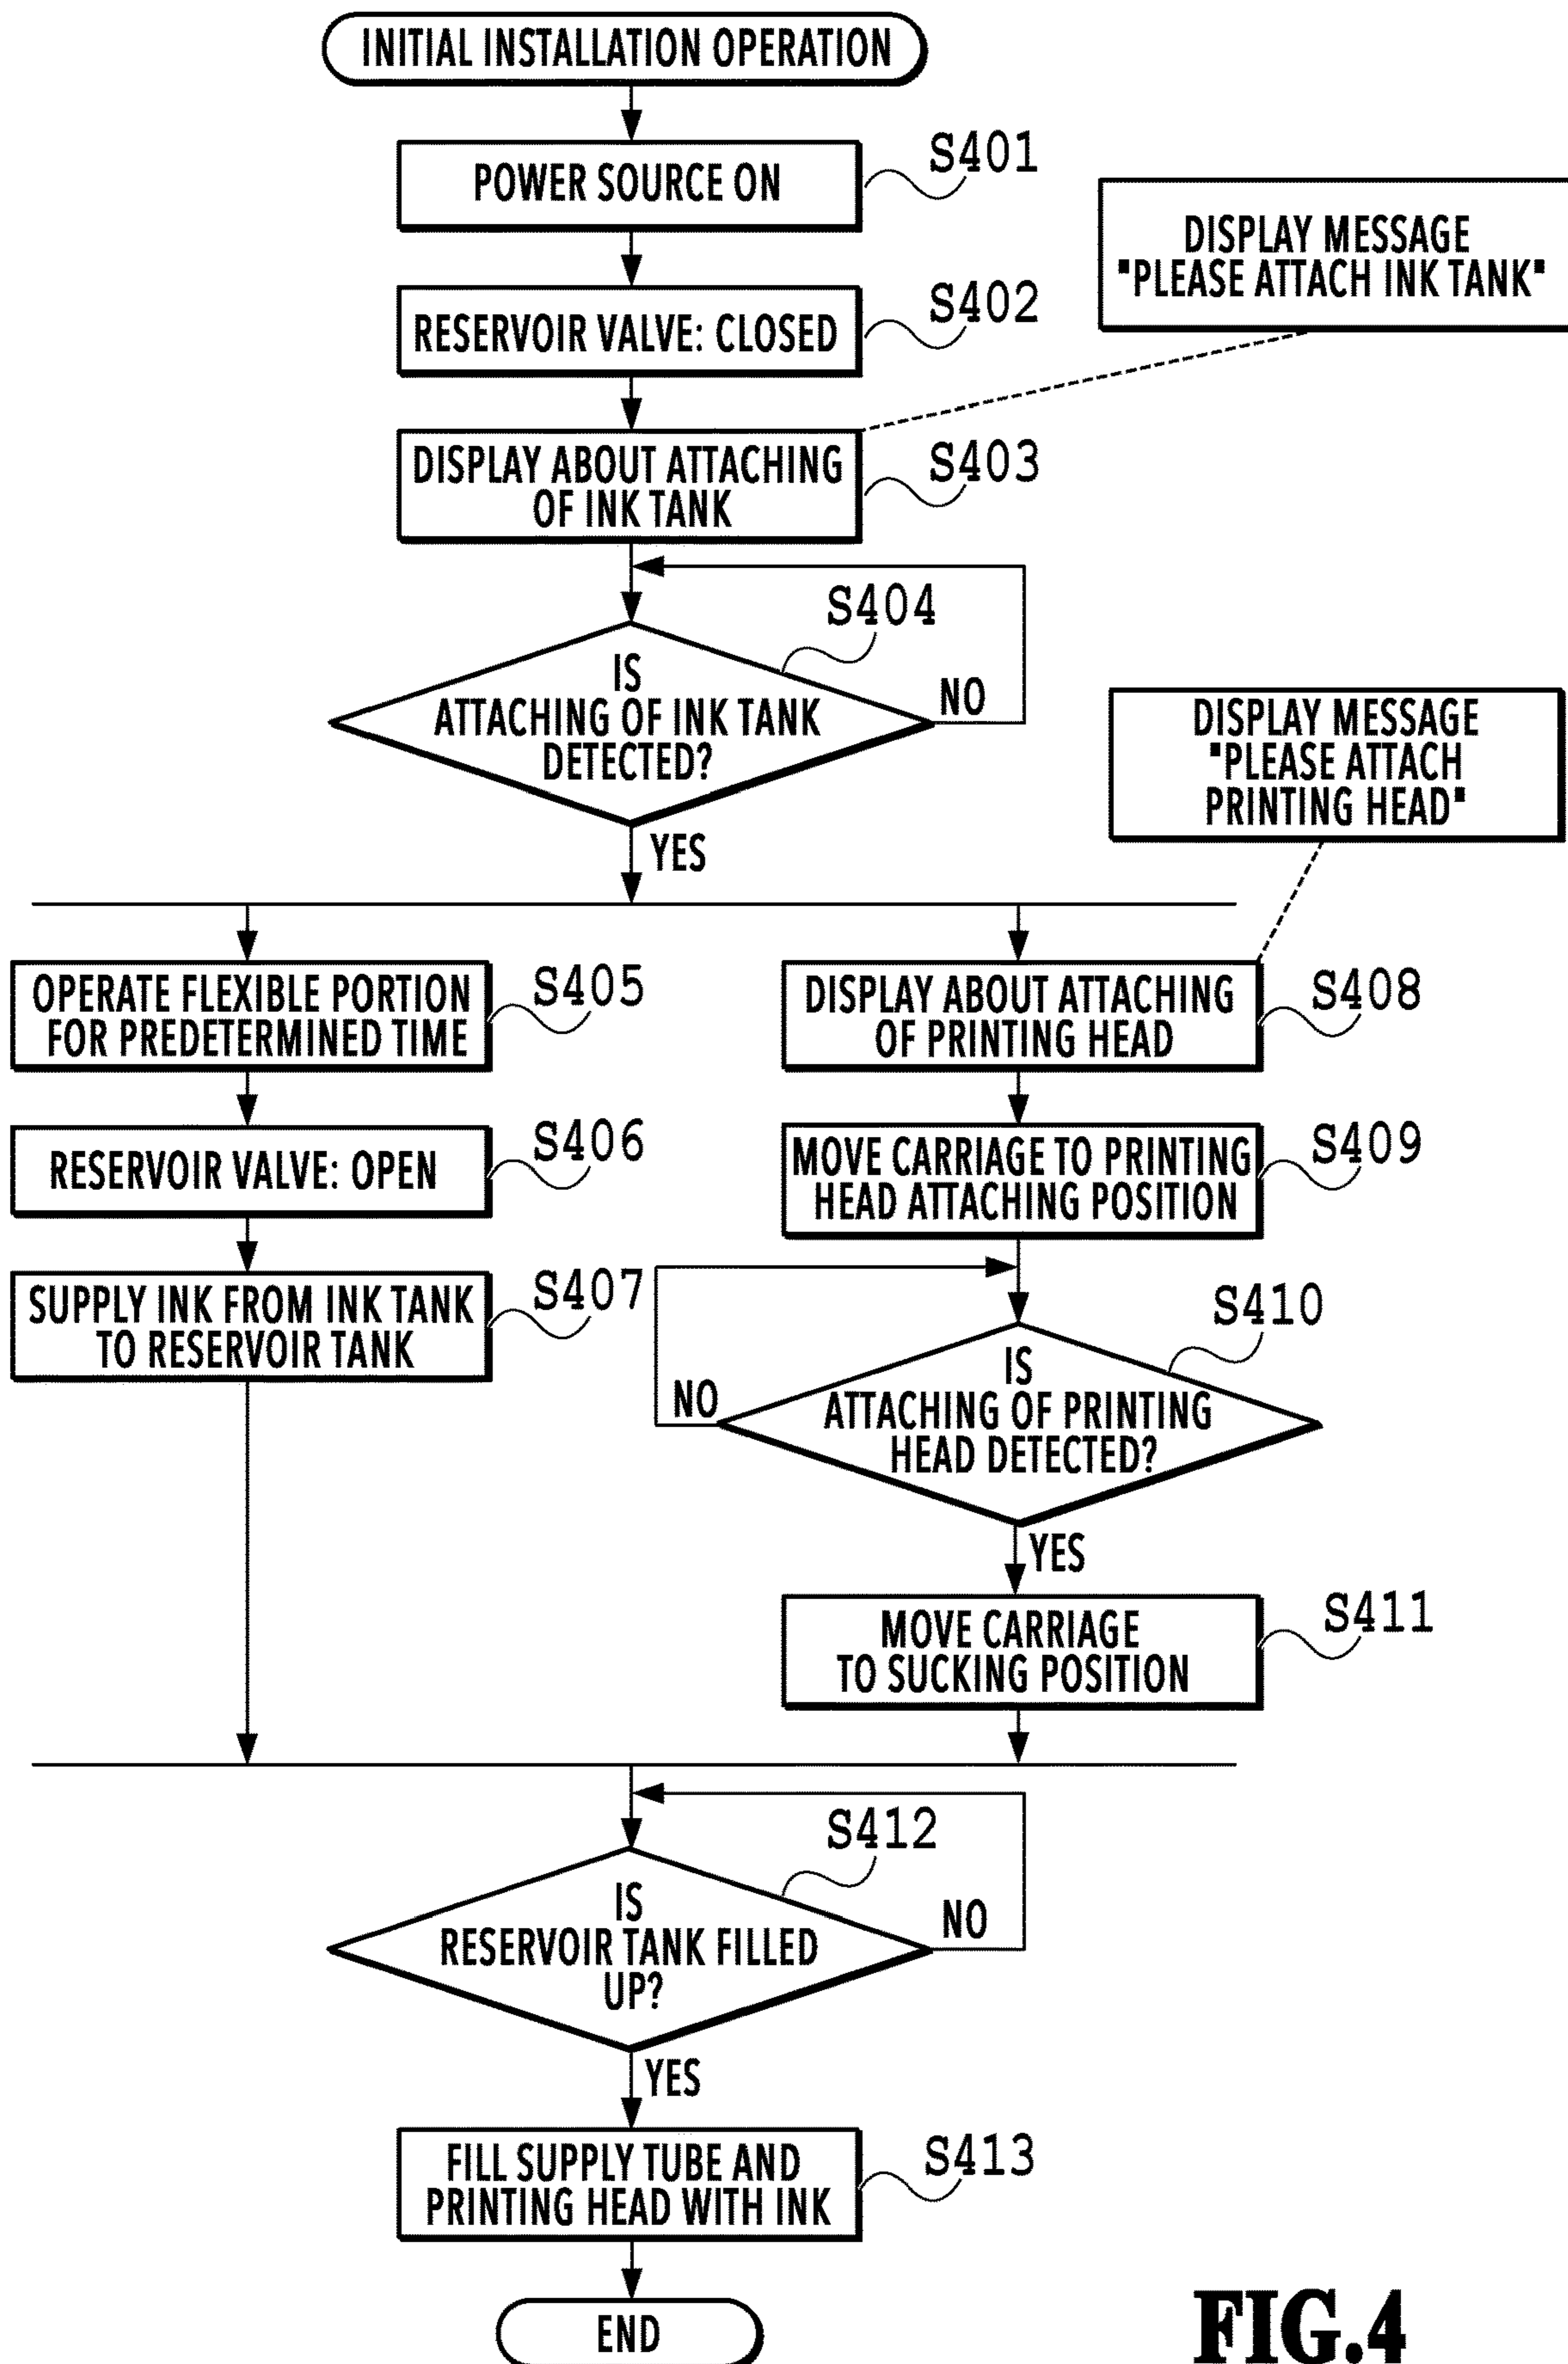 INITIAL INSTALLATION OPERATION
POWER SOURCE ON
S401
RESERVOIR VALVE: CLOSED
S402
DISPLAY MESSAGE
"PLEASE ATTACH INK TANK"
DISPLAY ABOUT ATTACHING
OF INK TANK
S403
S404
IS
ATTACHING OF INK TANK
DETECTED?
NO
YES
DISPLAY MESSAGE
"PLEASE ATTACH
PRINTING HEAD"
OPERATE FLEXIBLE PORTION
FOR PREDETERMINED TIME
S405
RESERVOIR VALVE: OPEN
S406
SUPPLY INK FROM INK TANK
TO RESERVOIR TANK
S407
DISPLAY ABOUT ATTACHING
OF PRINTING HEAD
S408
MOVE CARRIAGE TO PRINTING
HEAD ATTACHING POSITION
S409
S410
IS
ATTACHING OF PRINTING
HEAD DETECTED?
NO
YES
MOVE CARRIAGE
TO SUCKING POSITION
S411
S412
IS
RESERVOIR TANK FILLED
UP?
NO
YES
FILL SUPPLY TUBE AND
PRINTING HEAD WITH INK
S413
END
FIG.4